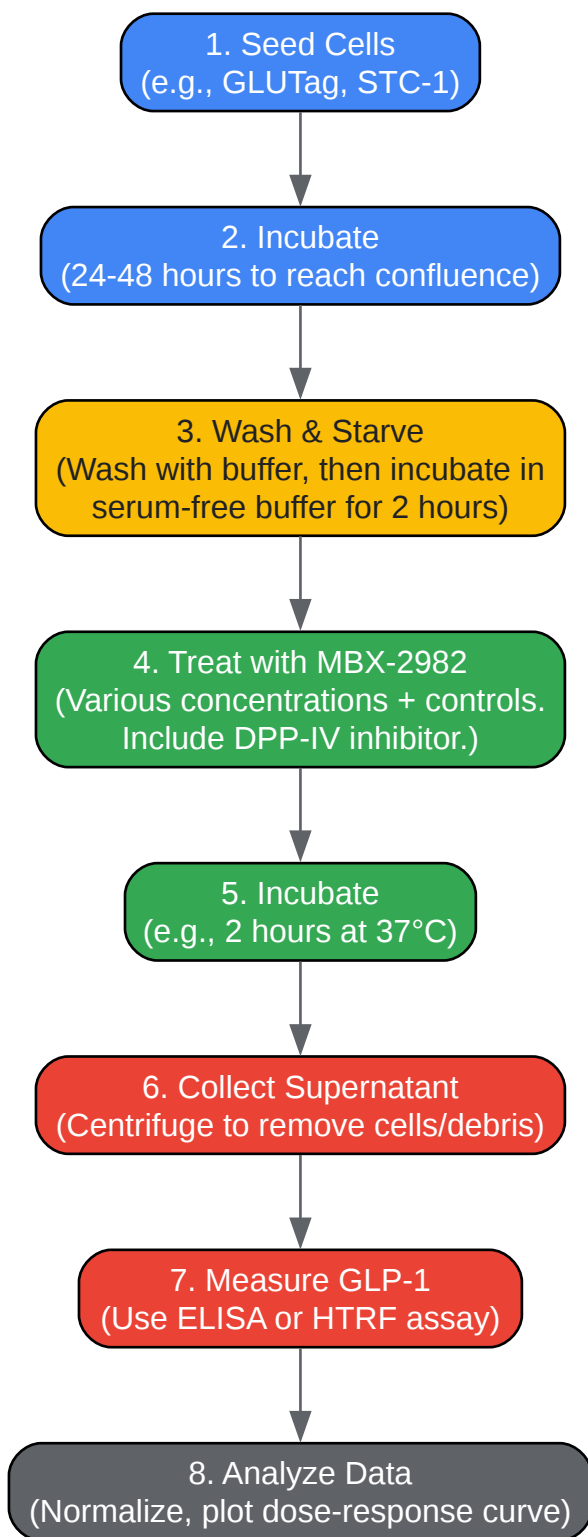 1. Seed Cells
(e.g., GLUTag, STC-1)
2. Incubate
(24-48 hours to reach confluence)
3. Wash & Starve
(Wash with buffer, then incubate in
serum-free buffer for 2 hours)
4. Treat with MBX-2982
(Various concentrations + controls.
Include DPP-IV inhibitor.)
5. Incubate
(e.g., 2 hours at 37°C)
6. Collect Supernatant
(Centrifuge to remove cells/debris)
7. Measure GLP-1
(Use ELISA or HTRF assay)
8. Analyze Data
(Normalize, plot dose-response curve)